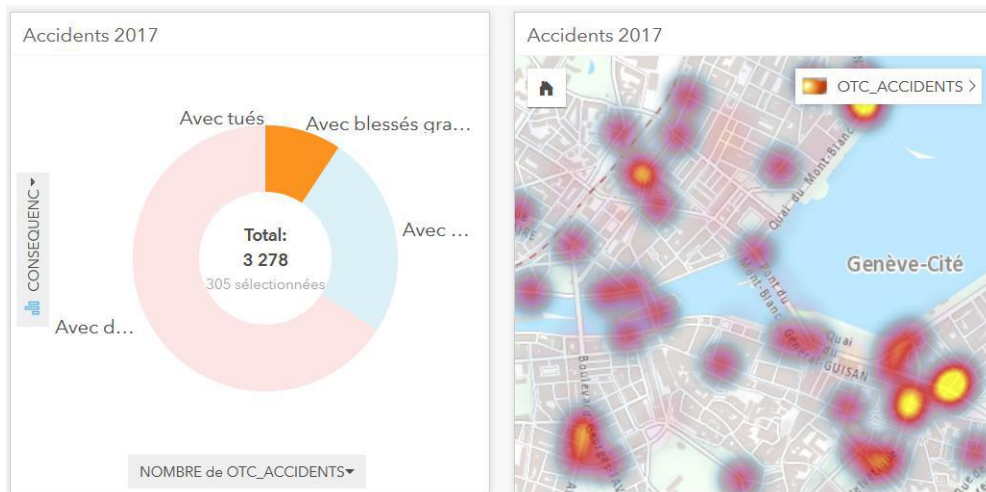 Accidents 2017
Avec tués
Avec blessés gra…
Avec …
Avec d…
Total:
3 278
305 sélectionnées
CONSEQUENC
NOMBRE de OTC_ACCIDENTS
Accidents 2017
OTC_ACCIDENTS
Quai du Mont-Blanc
Genève-Cité
Pont du
Mont-Blanc
Quai
du
Général-GUISAN